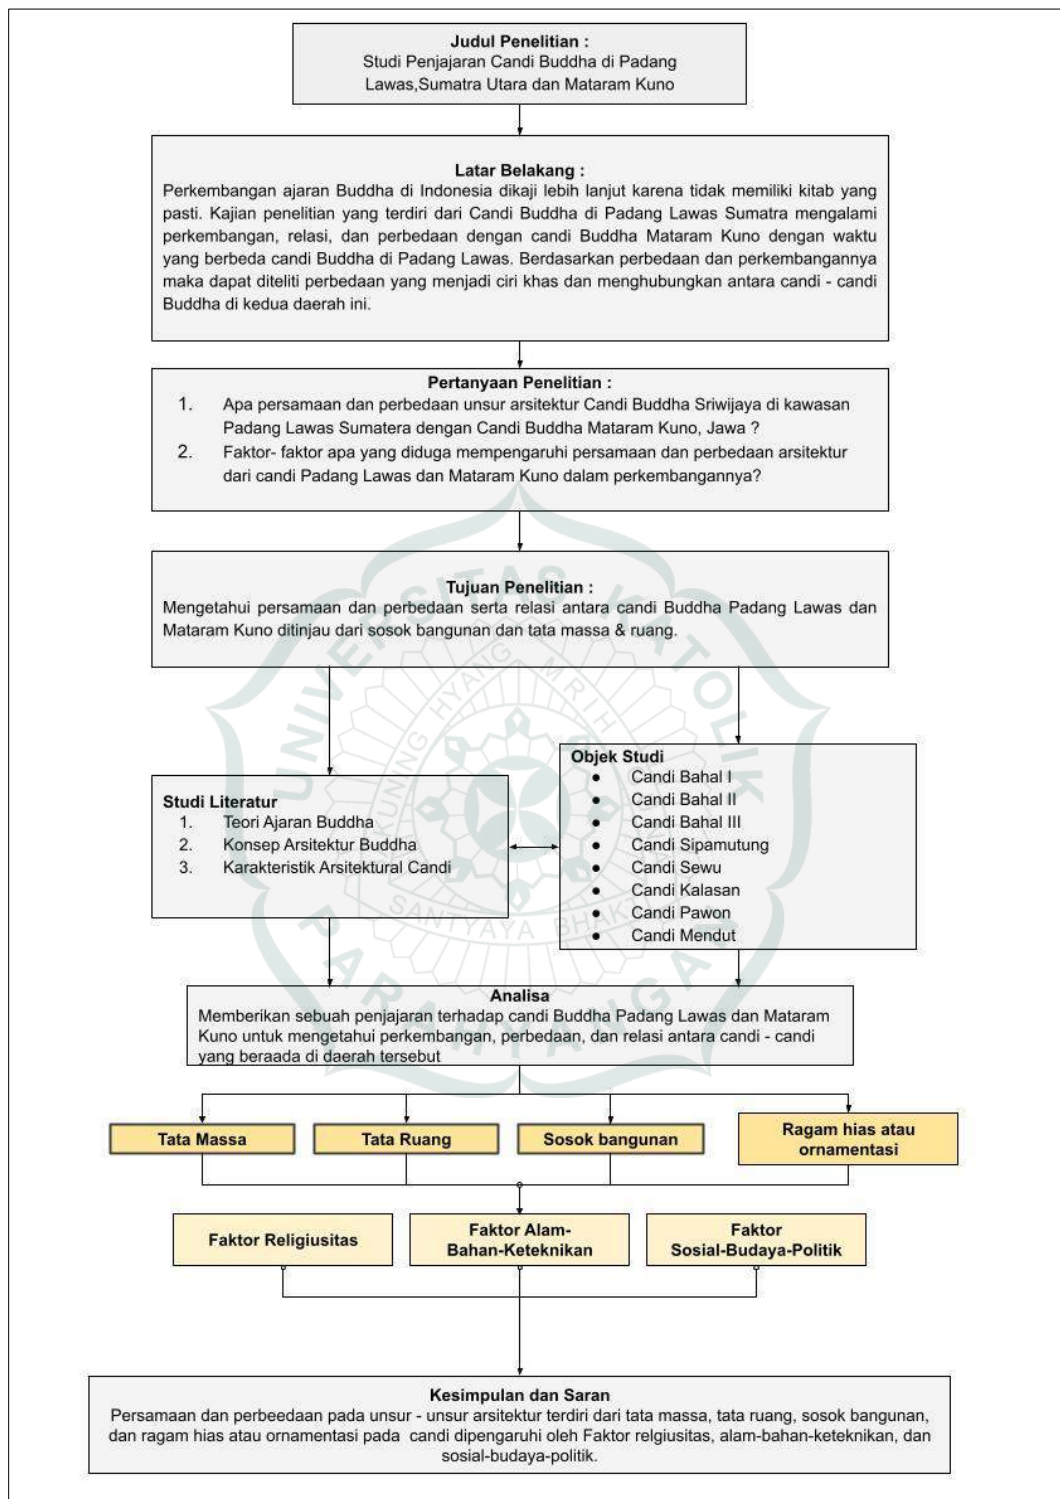 Judul Penelitian :
Studi Penjajaran Candi Buddha di Padang
Lawas,Sumatra Utara dan Mataram Kuno
Latar Belakang :
Perkembangan ajaran Buddha di Indonesia dikaji lebih lanjut karena tidak memiliki kitab yang
pasti. Kajian penelitian yang terdiri dari Candi Buddha di Padang Lawas Sumatra mengalami
perkembangan, relasi, dan perbedaan dengan candi Buddha Mataram Kuno dengan waktu
yang berbeda candi Buddha di Padang Lawas. Berdasarkan perbedaan dan perkembangannya
maka dapat diteliti perbedaan yang menjadi ciri khas dan menghubungkan antara candi - candi
Buddha di kedua daerah ini.
Pertanyaan Penelitian :
1. Apa persamaan dan perbedaan unsur arsitektur Candi Buddha Sriwijaya di kawasan
Padang Lawas Sumatera dengan Candi Buddha Mataram Kuno, Jawa ?
2. Faktor- faktor apa yang diduga mempengaruhi persamaan dan perbedaan arsitektur
dari candi Padang Lawas dan Mataram Kuno dalam perkembangannya?
Tujuan Penelitian :
Mengetahui persamaan dan perbedaan serta relasi antara candi Buddha Padang Lawas dan
Mataram Kuno ditinjau dari sosok bangunan dan tata massa & ruang.
Studi Literatur
1. Teori Ajaran Buddha
2. Konsep Arsitektur Buddha
3. Karakteristik Arsitektural Candi
Objek Studi
● Candi Bahal I
● Candi Bahal II
● Candi Bahal III
● Candi Sipamutung
● Candi Sewu
● Candi Kalasan
● Candi Pawon
● Candi Mendut
Analisa
Memberikan sebuah penjajaran terhadap candi Buddha Padang Lawas dan Mataram
Kuno untuk mengetahui perkembangan, perbedaan, dan relasi antara candi - candi
yang beraada di daerah tersebut
Tata Massa
Tata Ruang
Sosok bangunan
Ragam hias atau
ornamentasi
Faktor Religiusitas
Faktor Alam-
Bahan-Keteknikan
Faktor
Sosial-Budaya-Politik
Kesimpulan dan Saran
Persamaan dan perbeedaan pada unsur - unsur arsitektur terdiri dari tata massa, tata ruang, sosok bangunan,
dan ragam hias atau ornamentasi pada candi dipengaruhi oleh Faktor relgiusitas, alam-bahan-keteknikan, dan
sosial-budaya-politik.
UNIVERSITAS KATOLIK
PARAHYANGAN
SANTYAYA BHAKTI